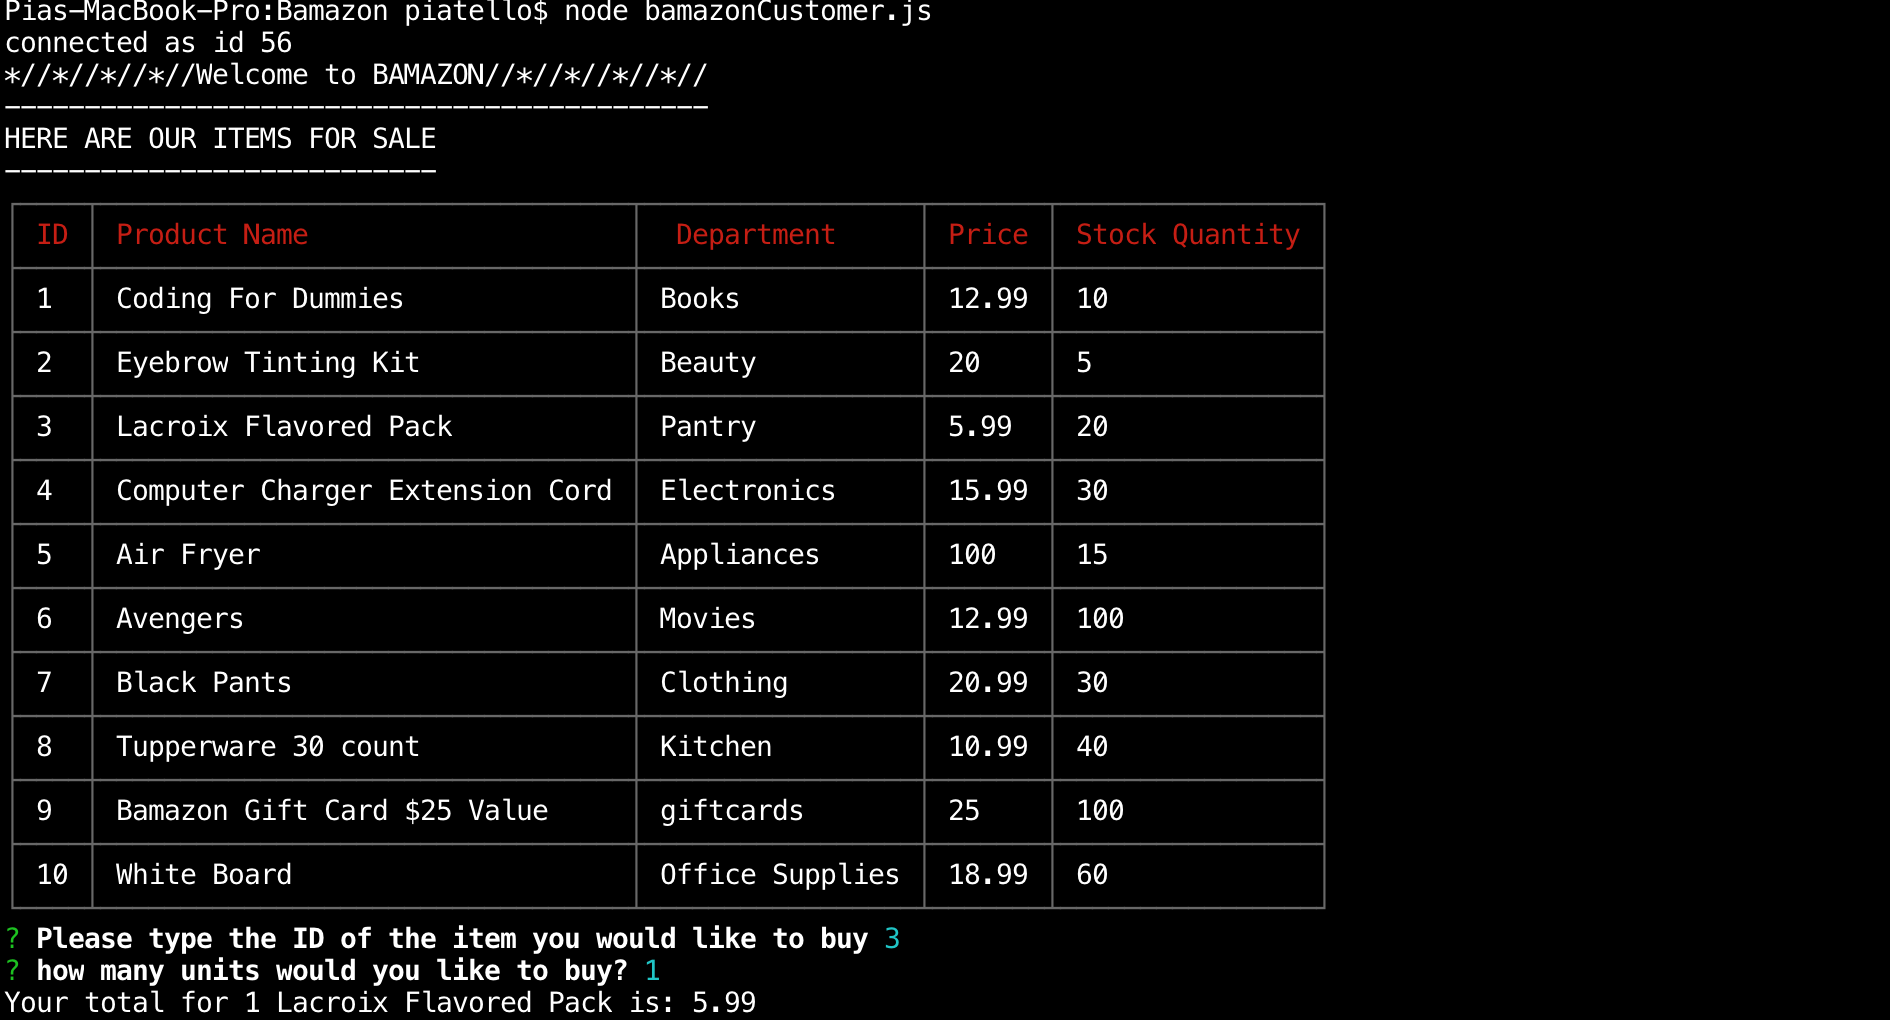 Pias-MacBook-Pro:Bamazon piatello$ node bamazonCustomer.js
connected as id 56
*//*//*//*//Welcome to BAMAZON//*//*//*//*//
--------------------------------------------
HERE ARE OUR ITEMS FOR SALE
---------------------------
ID Product Name Department Price Stock Quantity
1 Coding For Dummies Books 12.99 10
2 Eyebrow Tinting Kit Beauty 20 5
3 Lacroix Flavored Pack Pantry 5.99 20
4 Computer Charger Extension Cord Electronics 15.99 30
5 Air Fryer Appliances 100 15
6 Avengers Movies 12.99 100
7 Black Pants Clothing 20.99 30
8 Tupperware 30 count Kitchen 10.99 40
9 Bamazon Gift Card $25 Value giftcards 25 100
10 White Board Office Supplies 18.99 60
? Please type the ID of the item you would like to buy 3
? how many units would you like to buy? 1
Your total for 1 Lacroix Flavored Pack is: 5.99